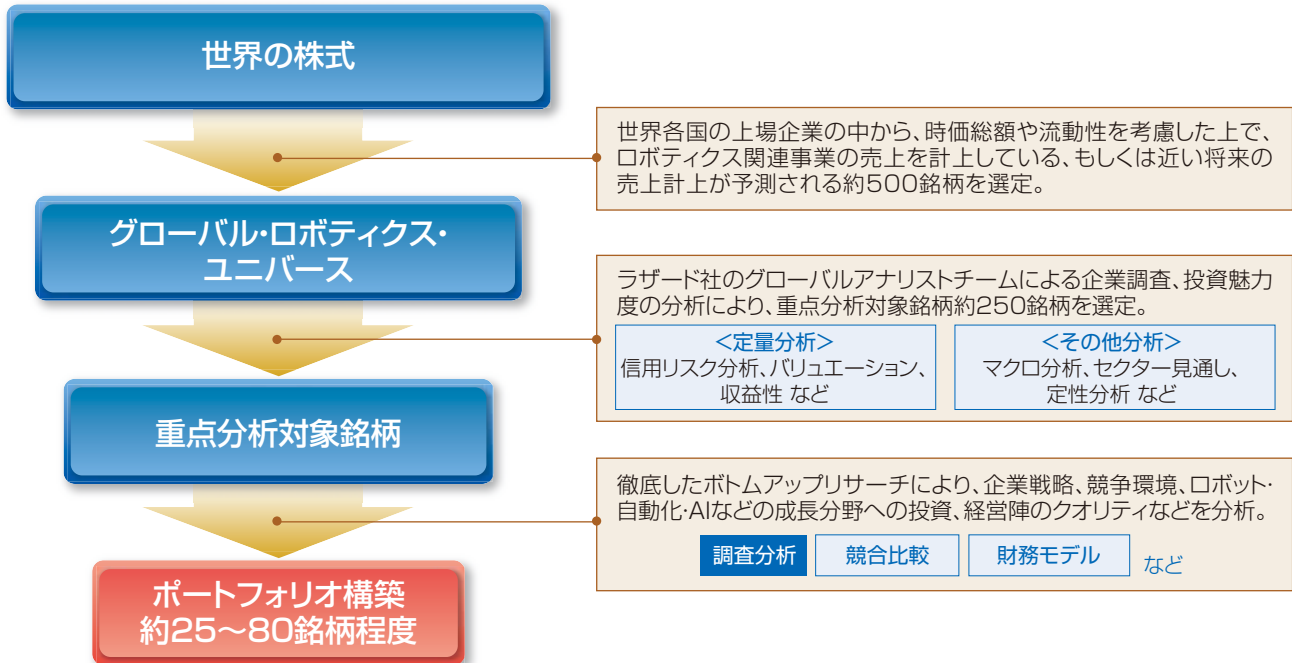 世界の株式
世界各国の上場企業の中から、時価総額や流動性を考慮した上で、
ロボティクス関連事業の売上を計上している、もしくは近い将来の
売上計上が予測される約500銘柄を選定。
グローバル・ロボティクス・
ユニバース
ラザード社のグローバルアナリストチームによる企業調査、投資魅力
度の分析により、重点分析対象銘柄約250銘柄を選定。
<定量分析>
信用リスク分析、バリュエーション、
収益性 など
<その他分析>
マクロ分析、セクター見通し、
定性分析 など
重点分析対象銘柄
徹底したボトムアップリサーチにより、企業戦略、競争環境、ロボット・
自動化・AIなどの成長分野への投資、経営陣のクオリティなどを分析。
調査分析 競合比較 財務モデル など
ポートフォリオ構築
約25～80銘柄程度